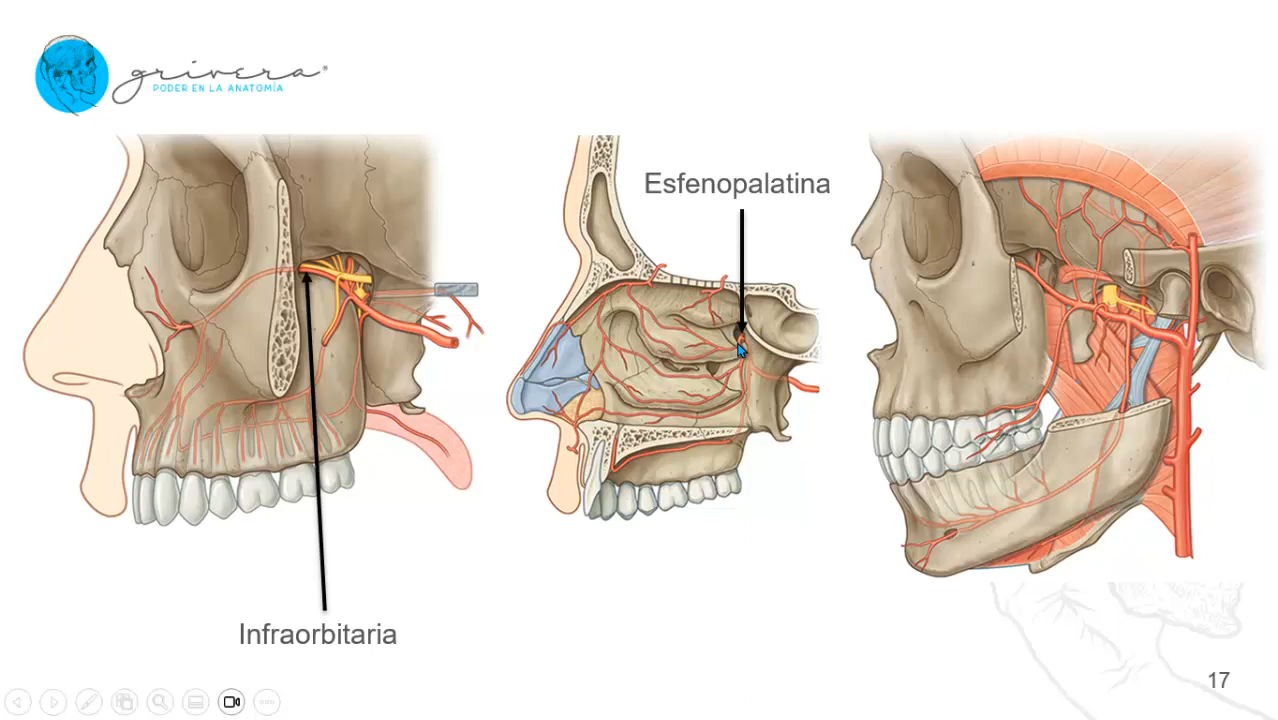 grivera®
PODER EN LA ANATOMÍA
Esfenopalatina
Infraorbitaria
17